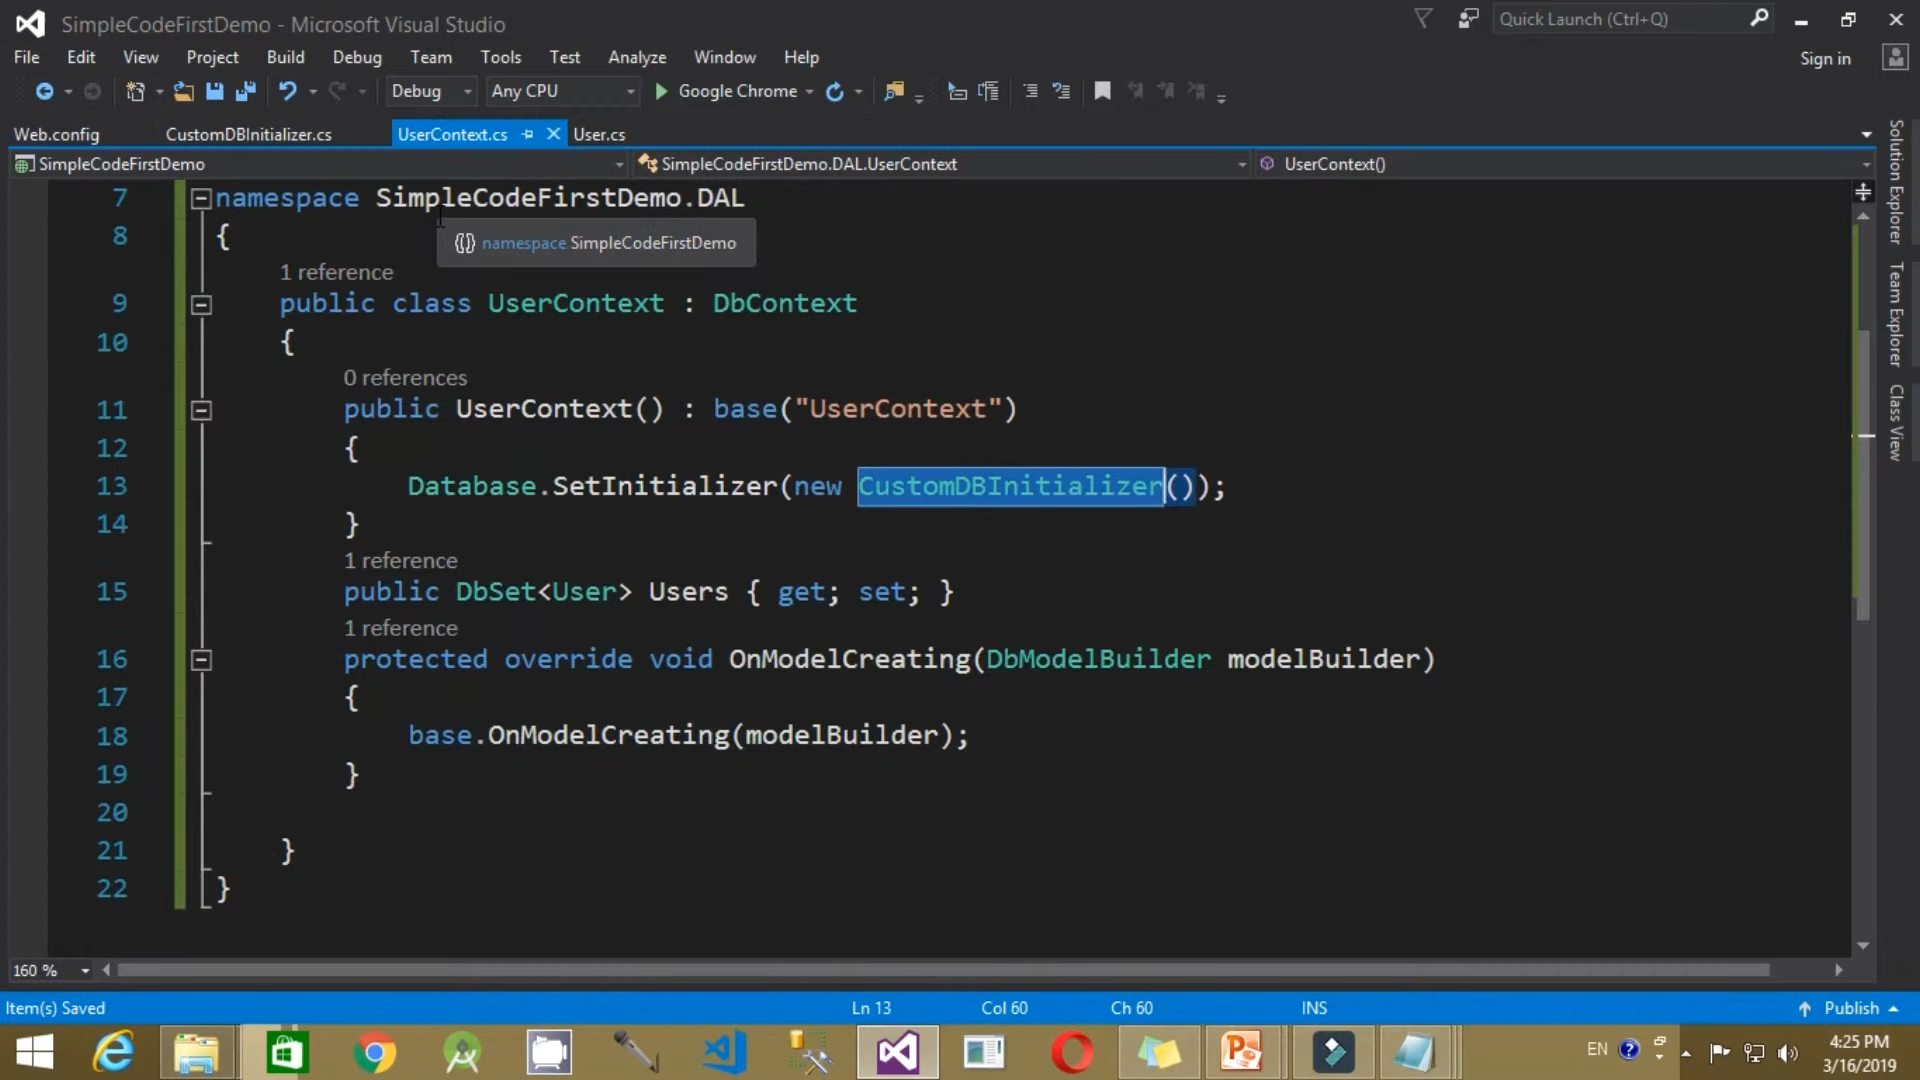 SimpleCodeFirstDemo - Microsoft Visual Studio
Quick Launch (Ctrl+Q)
File Edit View Project Build Debug Team Tools Test Analyze Window Help
Sign in
Debug Any CPU Google Chrome
Web.config CustomDBInitializer.cs UserContext.cs User.cs
SimpleCodeFirstDemo SimpleCodeFirstDemo.DAL.UserContext UserContext()
7 namespace SimpleCodeFirstDemo.DAL
8 {
{} namespace SimpleCodeFirstDemo
1 reference
9 public class UserContext : DbContext
10 {
0 references
11 public UserContext() : base("UserContext")
12 {
13 Database.SetInitializer(new CustomDBInitializer());
14 }
1 reference
15 public DbSet<User> Users { get; set; }
1 reference
16 protected override void OnModelCreating(DbModelBuilder modelBuilder)
17 {
18 base.OnModelCreating(modelBuilder);
19 }
20
21 }
22 }
Solution Explorer
Team Explorer
Class View
160 %
Item(s) Saved Ln 13 Col 60 Ch 60 INS Publish
EN
4:25 PM
3/16/2019